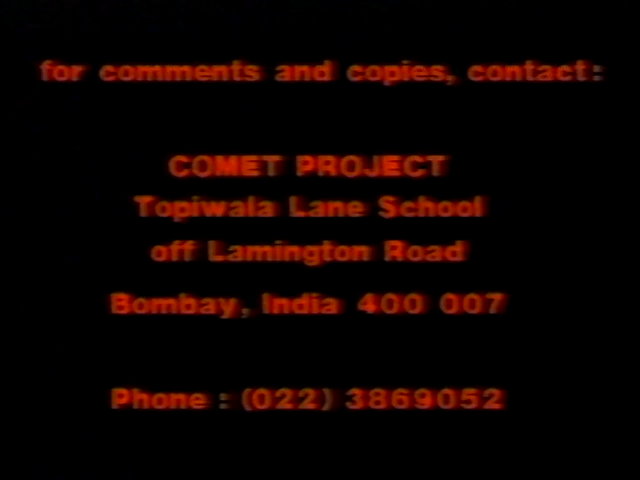 for comments and copies, contact:
COMET PROJECT
Topiwala Lane School
off Lamington Road
Bombay, India 400 007
Phone : (022) 3869052